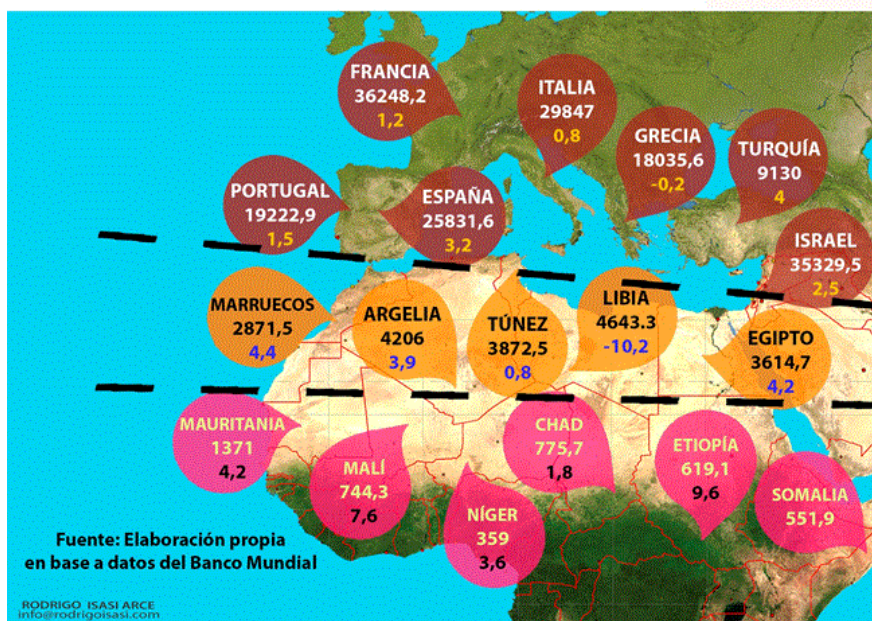 FRANCIA
36248,2
1,2
ITALIA
29847
0,8
GRECIA
18035,6
-0,2
TURQUÍA
9130
4
PORTUGAL
19222,9
1,5
ESPAÑA
25831,6
3,2
ISRAEL
35329,5
2,5
MARRUECOS
2871,5
4,4
ARGELIA
4206
3,9
TÚNEZ
3872,5
0,8
LIBIA
4643.3
-10,2
EGIPTO
3614,7
4,2
MAURITANIA
1371
4,2
MALÍ
744,3
7,6
CHAD
775,7
1,8
ETIOPÍA
619,1
9,6
NÍGER
359
3,6
SOMALIA
551,9
Fuente: Elaboración propia
en base a datos del Banco Mundial
RODRIGO ISASI ARCE
info@rodrigoisasi.com